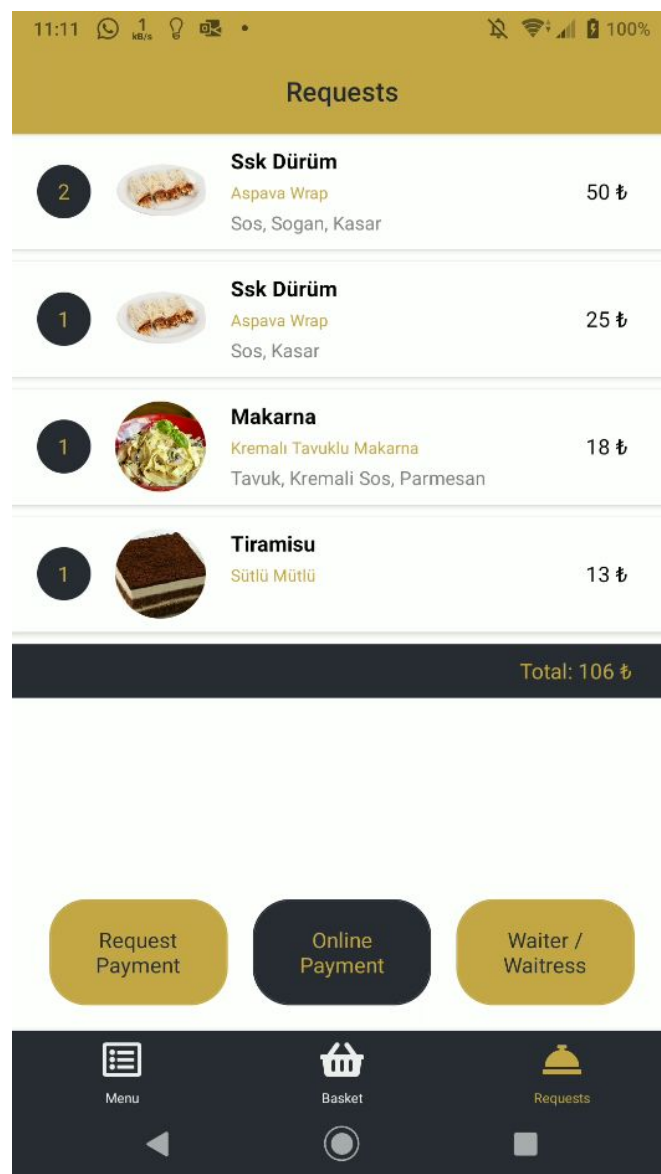 11:11 1 kB/s 100%
Requests
Ssk Dürüm
2 Aspava Wrap 50 ₺
Sos, Sogan, Kasar
Ssk Dürüm
1 Aspava Wrap 25 ₺
Sos, Kasar
Makarna
1 Kremalı Tavuklu Makarna 18 ₺
Tavuk, Kremali Sos, Parmesan
Tiramisu
1 Sütlü Mütlü 13 ₺
Total: 106 ₺
Request
Payment
Online
Payment
Waiter /
Waitress
Menu Basket Requests